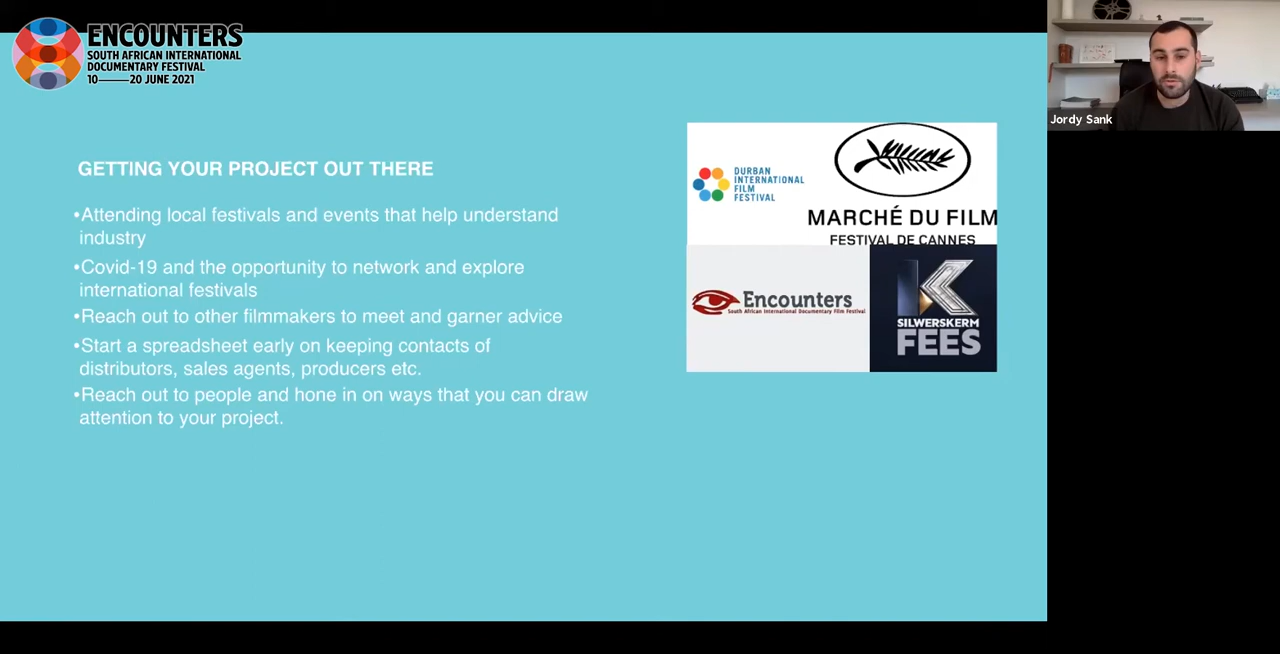 ENCOUNTERS
SOUTH AFRICAN INTERNATIONAL
DOCUMENTARY FESTIVAL
10——20 JUNE 2021
Jordy Sank
GETTING YOUR PROJECT OUT THERE
•Attending local festivals and events that help understand
industry
•Covid-19 and the opportunity to network and explore
international festivals
•Reach out to other filmmakers to meet and garner advice
•Start a spreadsheet early on keeping contacts of
distributors, sales agents, producers etc.
•Reach out to people and hone in on ways that you can draw
attention to your project.
DURBAN
INTERNATIONAL
FILM
FESTIVAL
MARCHÉ DU FILM
FESTIVAL DE CANNES
Encounters
South African International Documentary Film Festival
K
SILWERSKERM
FEES